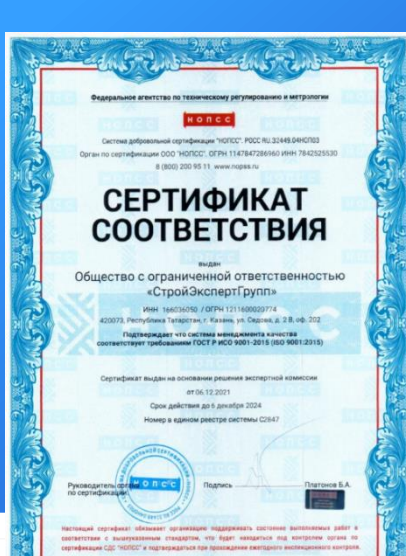 Федеральное агентство по техническому регулированию и метрологии
НОПСС
Система добровольной сертификации "НОПСС". РОСС RU.32449.04НОП03
Орган по сертификации ООО "НОПСС". ОГРН 1147847286960 ИНН 7842525530
8 (800) 200 95 11 www.nopss.ru
СЕРТИФИКАТ
СООТВЕТСТВИЯ
выдан
Общество с ограниченной ответственностью
«СтройЭкспертГрупп»
ИНН 166036050 / ОГРН 1211600020774
420073, Республика Татарстан, г. Казань, ул. Седова, д. 2 В, оф. 202
Подтверждает что система менеджмента качества
соответствует требованиям ГОСТ Р ИСО 9001-2015 (ISO 9001:2015)
Сертификат выдан на основании решения экспертной комиссии
от 06.12.2021
Срок действия до 6 декабря 2024
Номер в едином реестре системы С2847
НОПСС
Руководитель органа
по сертификации
Подпись
Платонов Б.А.
Настоящий сертификат обязывает организацию поддерживать состояние выполняемых работ в
соответствии с вышеуказанным стандартом, что будет находиться под контролем органа по
сертификации СДС "НОПСС" и подтверждаться при прохождении ежегодного инспекционного контроля.